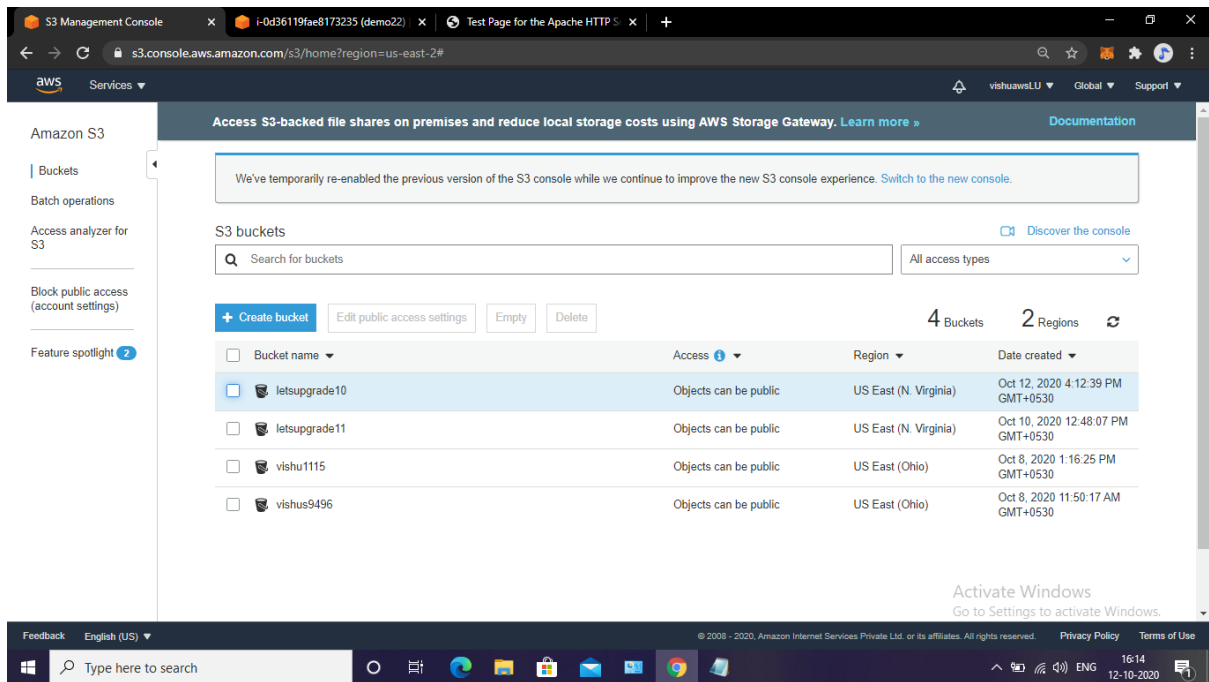 S3 Management Console
i-0d36119fae8173235 (demo22) |
Test Page for the Apache HTTP S
s3.console.aws.amazon.com/s3/home?region=us-east-2#
aws Services vishuawsLU Global Support
Amazon S3
Buckets
Batch operations
Access analyzer for
S3
Block public access
(account settings)
Feature spotlight 2
Access S3-backed file shares on premises and reduce local storage costs using AWS Storage Gateway. Learn more » Documentation
We've temporarily re-enabled the previous version of the S3 console while we continue to improve the new S3 console experience. Switch to the new console.
S3 buckets Discover the console
Search for buckets All access types
+ Create bucket Edit public access settings Empty Delete 4 Buckets 2 Regions
Bucket name Access Region Date created
letsupgrade10 Objects can be public US East (N. Virginia) Oct 12, 2020 4:12:39 PM
GMT+0530
letsupgrade11 Objects can be public US East (N. Virginia) Oct 10, 2020 12:48:07 PM
GMT+0530
vishu1115 Objects can be public US East (Ohio) Oct 8, 2020 1:16:25 PM
GMT+0530
vishus9496 Objects can be public US East (Ohio) Oct 8, 2020 11:50:17 AM
GMT+0530
Activate Windows
Go to Settings to activate Windows.
Feedback English (US) © 2008 - 2020, Amazon Internet Services Private Ltd. or its affiliates. All rights reserved. Privacy Policy Terms of Use
Type here to search ENG 16:14
12-10-2020 1